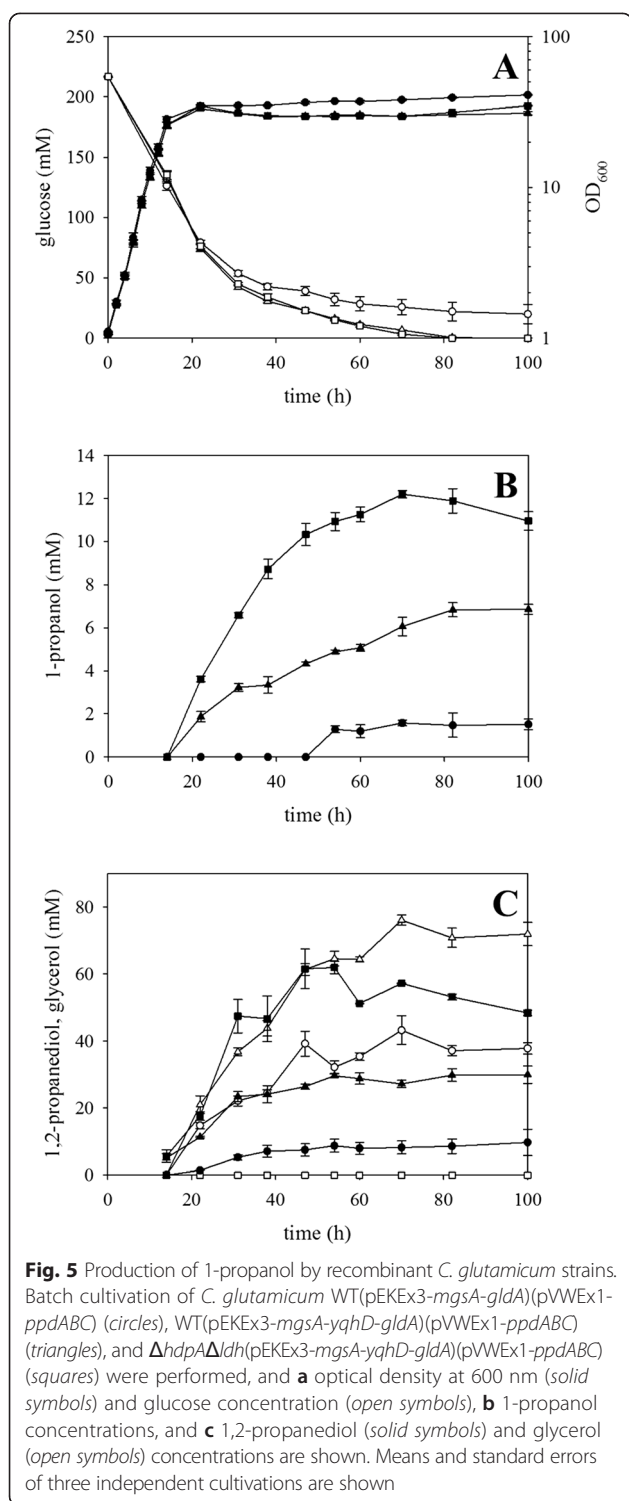 250
200
150
100
50
0
glucose (mM)
A
100
10
1
OD600
0 20 40 60 80 100
time (h)
14
12
10
8
6
4
2
0
1-propanol (mM)
B
0 20 40 60 80 100
time (h)
80
60
40
20
0
1,2-propanediol, glycerol (mM)
C
0 20 40 60 80 100
time (h)
Fig. 5 Production of 1-propanol by recombinant C. glutamicum strains.
Batch cultivation of C. glutamicum WT(pEKEx3-mgsA-gldA)(pVWEx1-
ppdABC) (circles), WT(pEKEx3-mgsA-yqhD-gldA)(pVWEx1-ppdABC)
(triangles), and ΔhdpAΔldh(pEKEx3-mgsA-yqhD-gldA)(pVWEx1-ppdABC)
(squares) were performed, and a optical density at 600 nm (solid
symbols) and glucose concentration (open symbols), b 1-propanol
concentrations, and c 1,2-propanediol (solid symbols) and glycerol
(open symbols) concentrations are shown. Means and standard errors
of three independent cultivations are shown